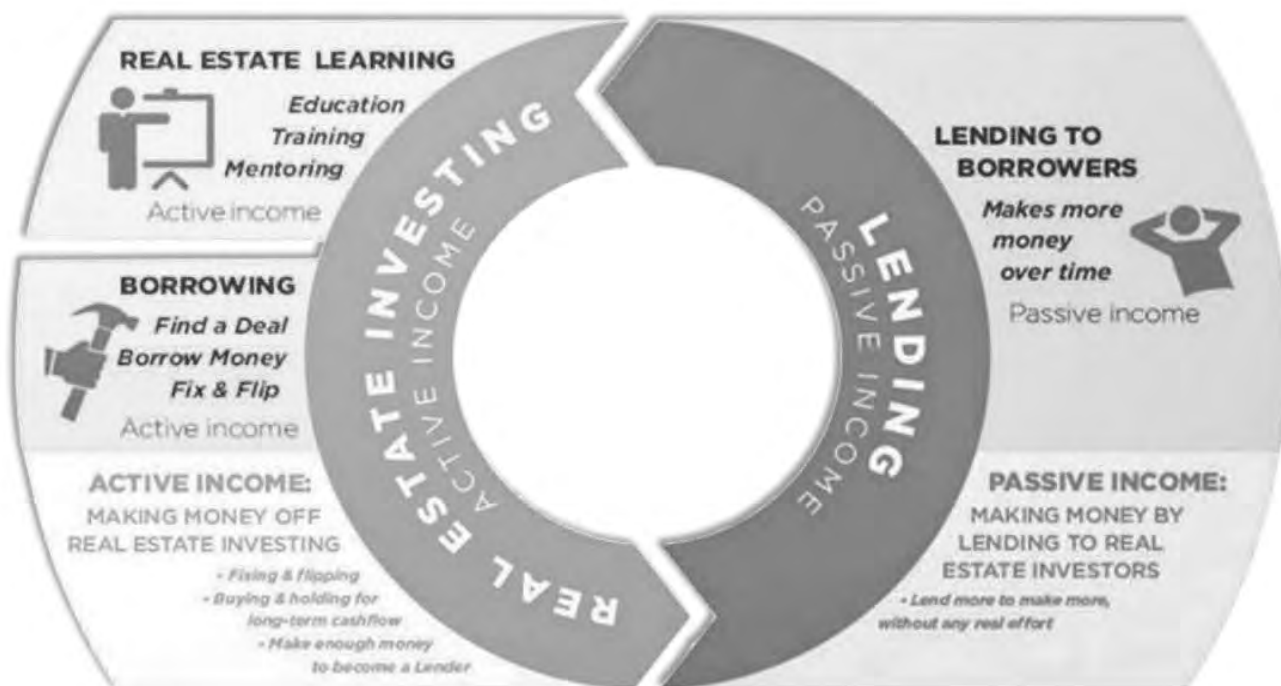 REAL ESTATE LEARNING
Education
Training
Mentoring
Active income
BORROWING
Find a Deal
Borrow Money
Fix & Flip
Active income
ACTIVE INCOME:
MAKING MONEY OFF
REAL ESTATE INVESTING
- Fixing & flipping
- Buying & holding for
long-term cashflow
- Make enough money
to become a Lender
REAL ESTATE INVESTING
ACTIVE INCOME
LENDING
PASSIVE INCOME
LENDING TO
BORROWERS
Makes more
money
over time
Passive income
PASSIVE INCOME:
MAKING MONEY BY
LENDING TO REAL
ESTATE INVESTORS
- Lend more to make more,
without any real effort